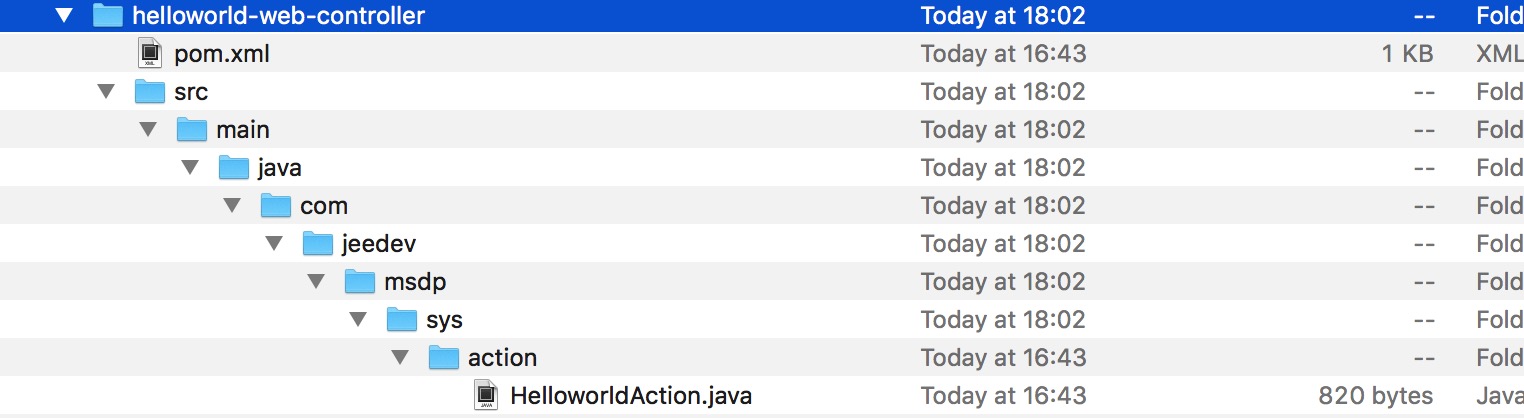 helloworld-web-controller Today at 18:02 -- Fold
pom.xml Today at 16:43 1 KB XML
src Today at 18:02 -- Fold
main Today at 18:02 -- Fold
java Today at 18:02 -- Fold
com Today at 18:02 -- Fold
jeedev Today at 18:02 -- Fold
msdp Today at 18:02 -- Fold
sys Today at 18:02 -- Fold
action Today at 16:43 -- Fold
HelloworldAction.java Today at 16:43 820 bytes Java